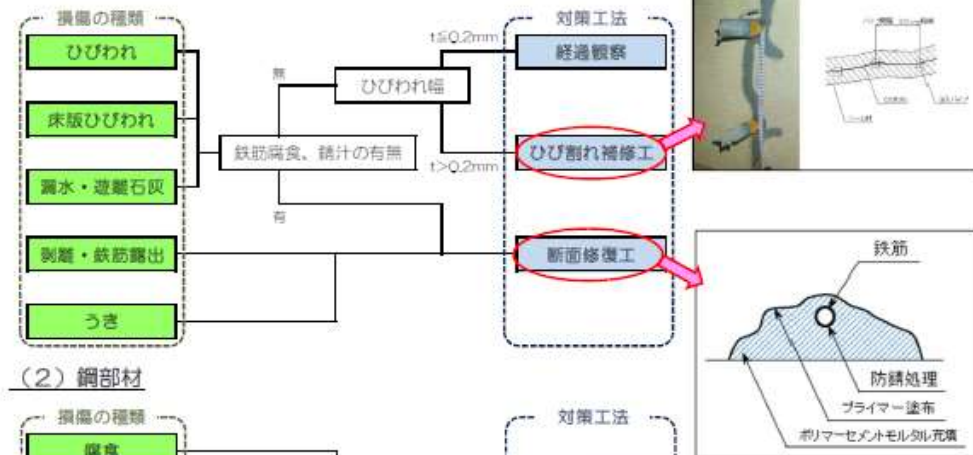 損傷の種類
対策工法
ひびわれ
t≦0.2mm
経過観察
無
ひびわれ幅
床版ひびわれ
鉄筋腐食、錆汁の有無
t>0.2mm
ひび割れ補修工
漏水・遊離石灰
有
剥離・鉄筋露出
断面修復工
うき
鉄筋
防錆処理
プライマー塗布
ポリマーセメントモルタル充填
(2)鋼部材
損傷の種類
対策工法
腐食